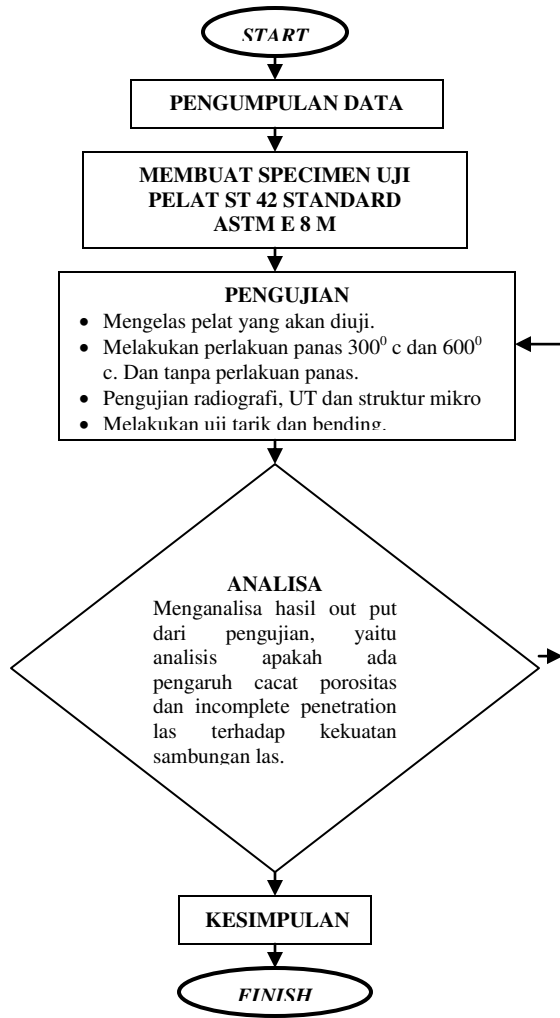 START
PENGUMPULAN DATA
MEMBUAT SPECIMEN UJI
PELAT ST 42 STANDARD
ASTM E 8 M
PENGUJIAN
• Mengelas pelat yang akan diuji.
• Melakukan perlakuan panas 300⁰ c dan 600⁰
c. Dan tanpa perlakuan panas.
• Pengujian radiografi, UT dan struktur mikro
• Melakukan uji tarik dan bending.
ANALISA
Menganalisa hasil out put
dari pengujian, yaitu
analisis apakah ada
pengaruh cacat porositas
dan incomplete penetration
las terhadap kekuatan
sambungan las.
KESIMPULAN
FINISH